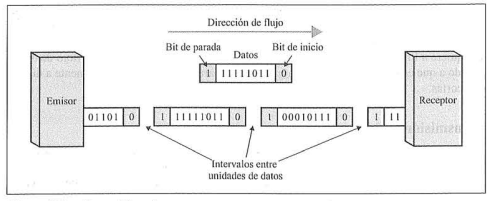 Dirección de flujo
Bit de parada Datos Bit de inicio
1 11111011 0
Emisor
Receptor
01101 0 1 11111011 0 1 00010111 0 1 11
Intervalos entre
unidades de datos